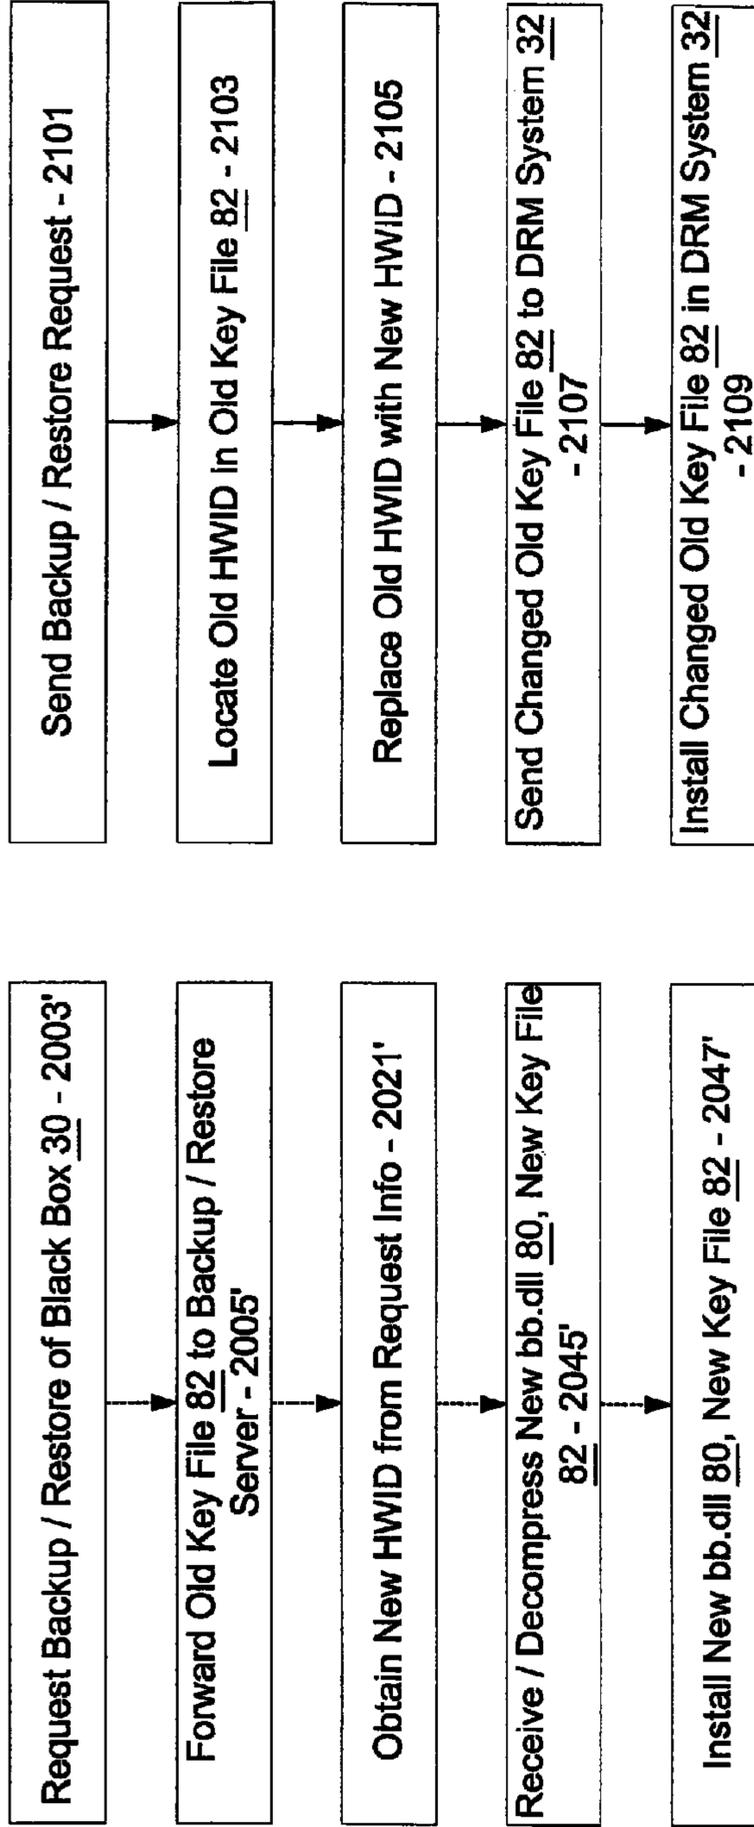 Request Backup / Restore of Black Box 30 - 2003'
Forward Old Key File 82 to Backup / Restore
Server - 2005'
Obtain New HWID from Request Info - 2021'
Receive / Decompress New bb.dll 80, New Key File
82 - 2045'
Install New bb.dll 80, New Key File 82 - 2047'
Send Backup / Restore Request - 2101
Locate Old HWID in Old Key File 82 - 2103
Replace Old HWID with New HWID - 2105
Send Changed Old Key File 82 to DRM System 32
- 2107
Install Changed Old Key File 82 in DRM System 32
- 2109